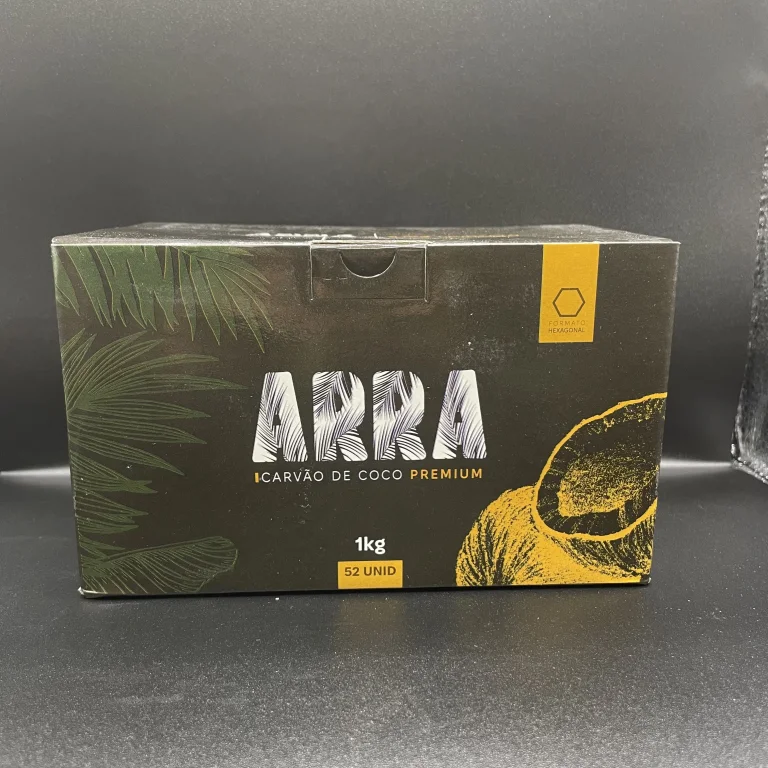 FORMATO
HEXAGONAL
ARRA
CARVÃO DE COCO PREMIUM
1kg
52 UNID